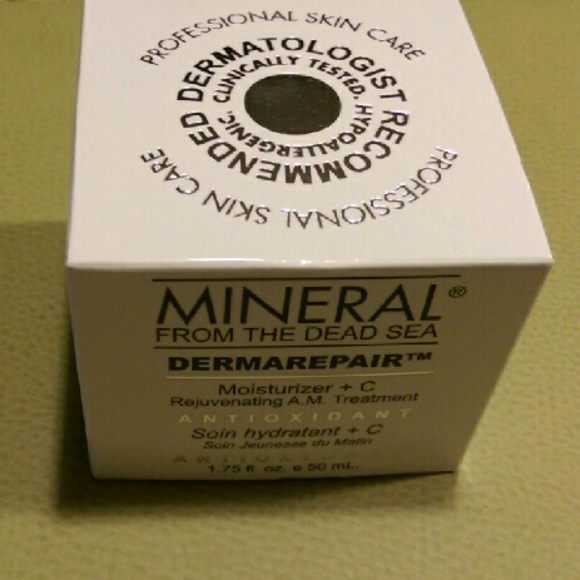 PROFESSIONAL SKIN CARE
DERMATOLOGIST RECOMMENDED
CLINICALLY TESTED. HYPOALLERGENIC.
PROFESSIONAL SKIN CARE
MINERAL®
FROM THE DEAD SEA
DERMAREPAIR™
Moisturizer + C
Rejuvenating A.M. Treatment
ANTIOXIDANT
Soin hydratant + C
Soin Jeunesse du Matin
1.75 fl. oz. e 50 mL.